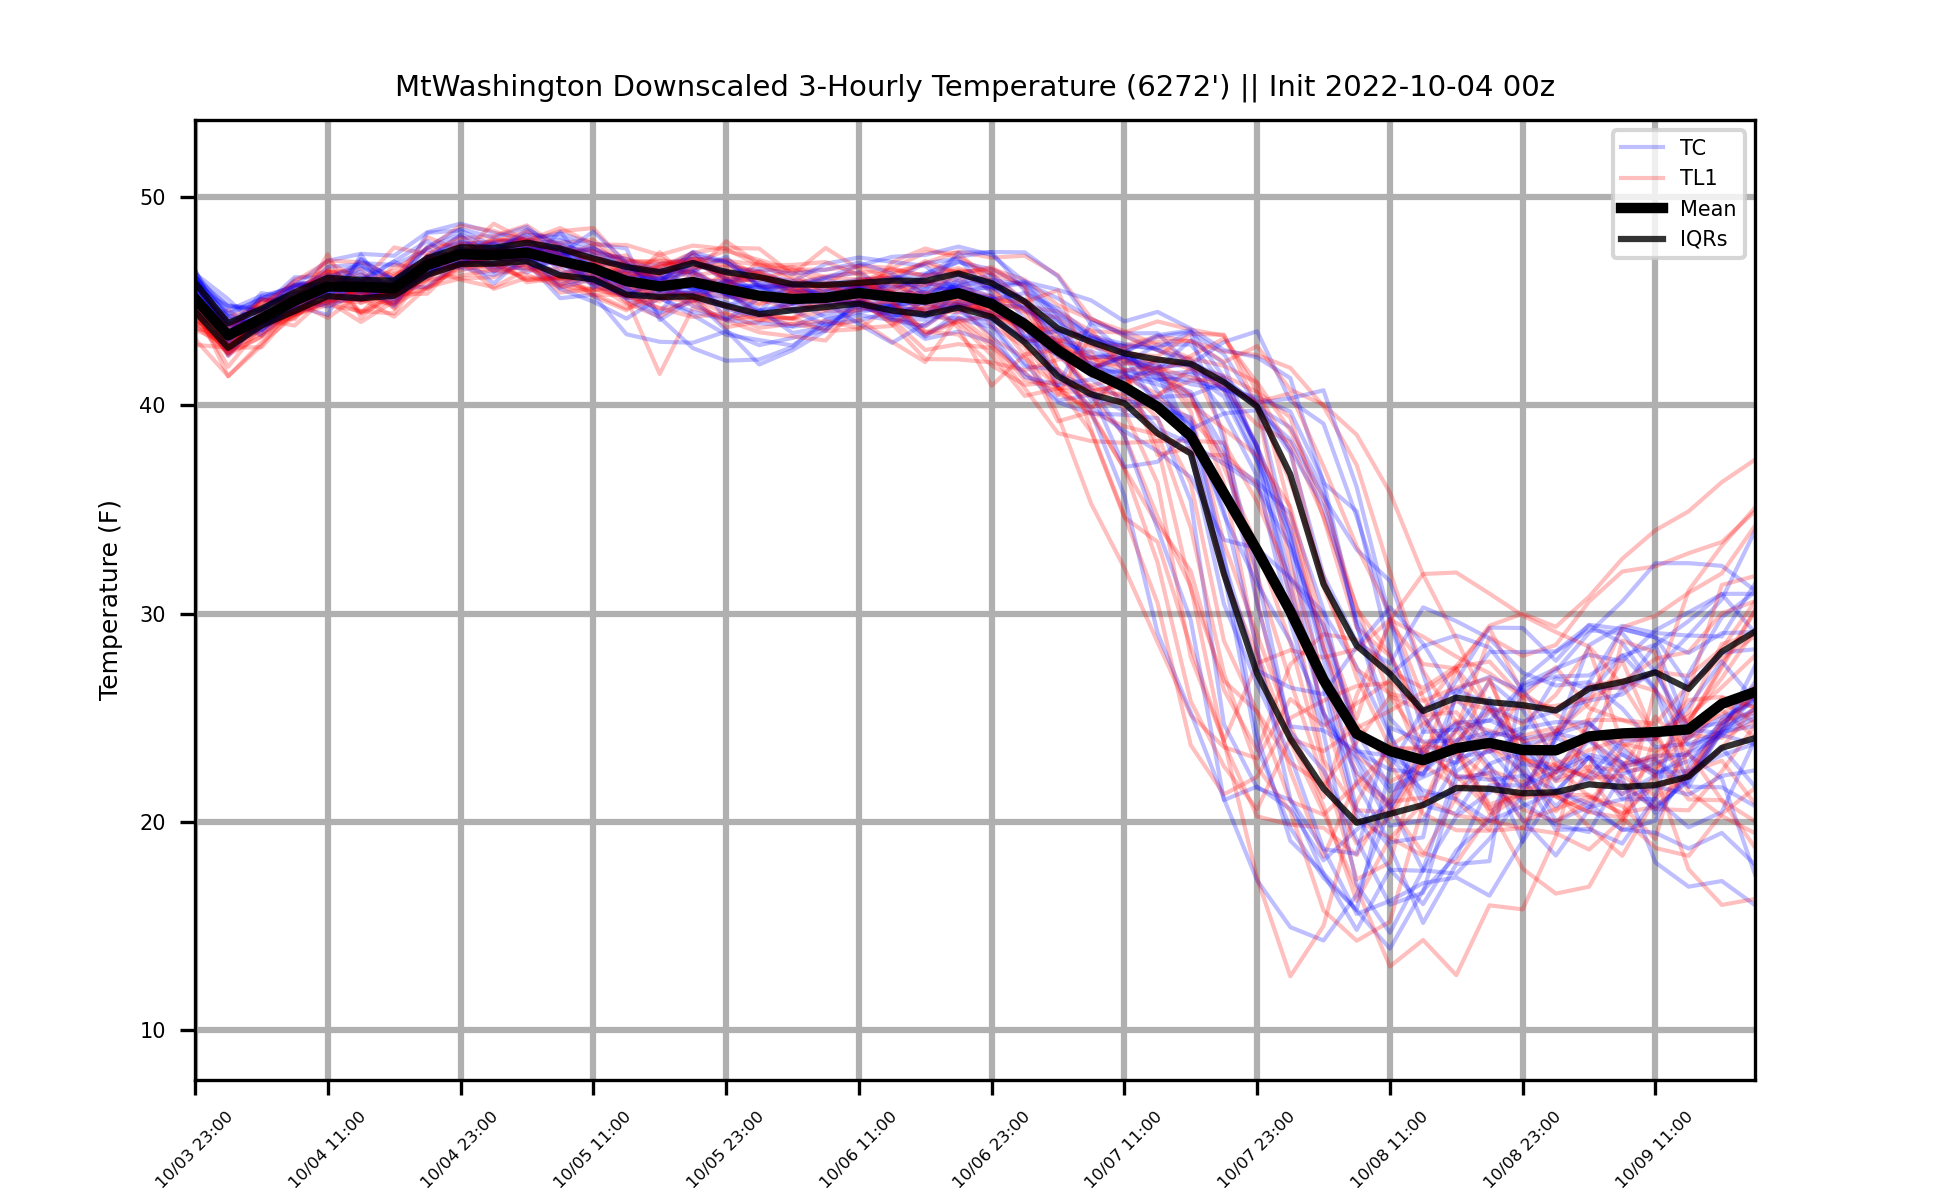 MtWashington Downscaled 3-Hourly Temperature (6272') || Init 2022-10-04 00z
TC
TL1
Mean
IQRs
Temperature (F)
50
40
30
20
10
10/03 23:00
10/04 11:00
10/04 23:00
10/05 11:00
10/05 23:00
10/06 11:00
10/06 23:00
10/07 11:00
10/07 23:00
10/08 11:00
10/08 23:00
10/09 11:00